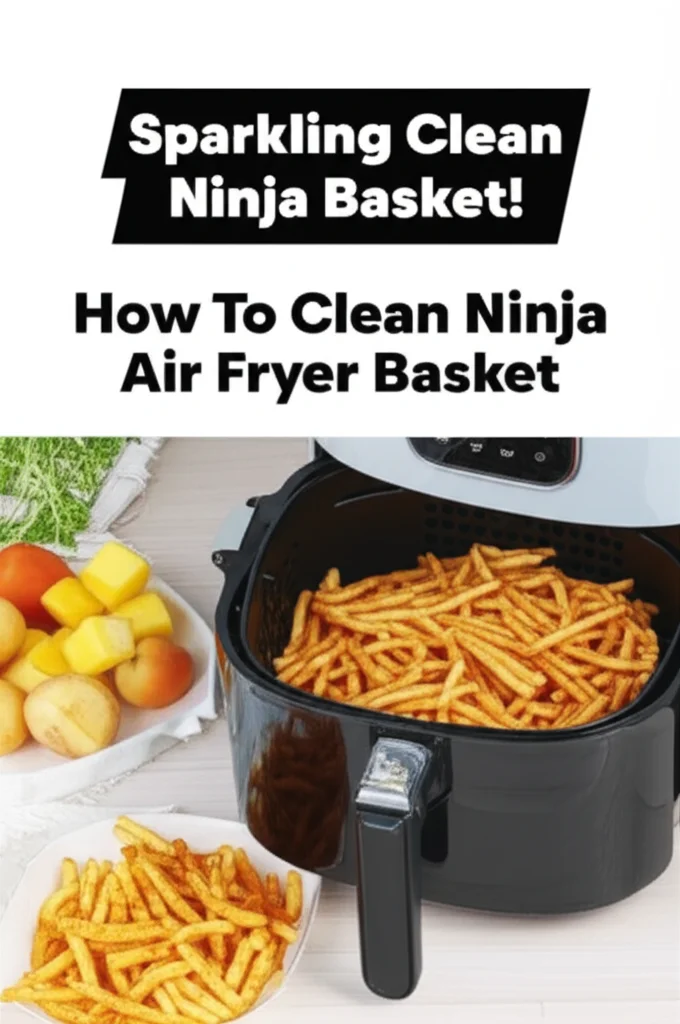 Sparkling Clean
Ninja Basket!
How To Clean Ninja
Air Fryer Basket